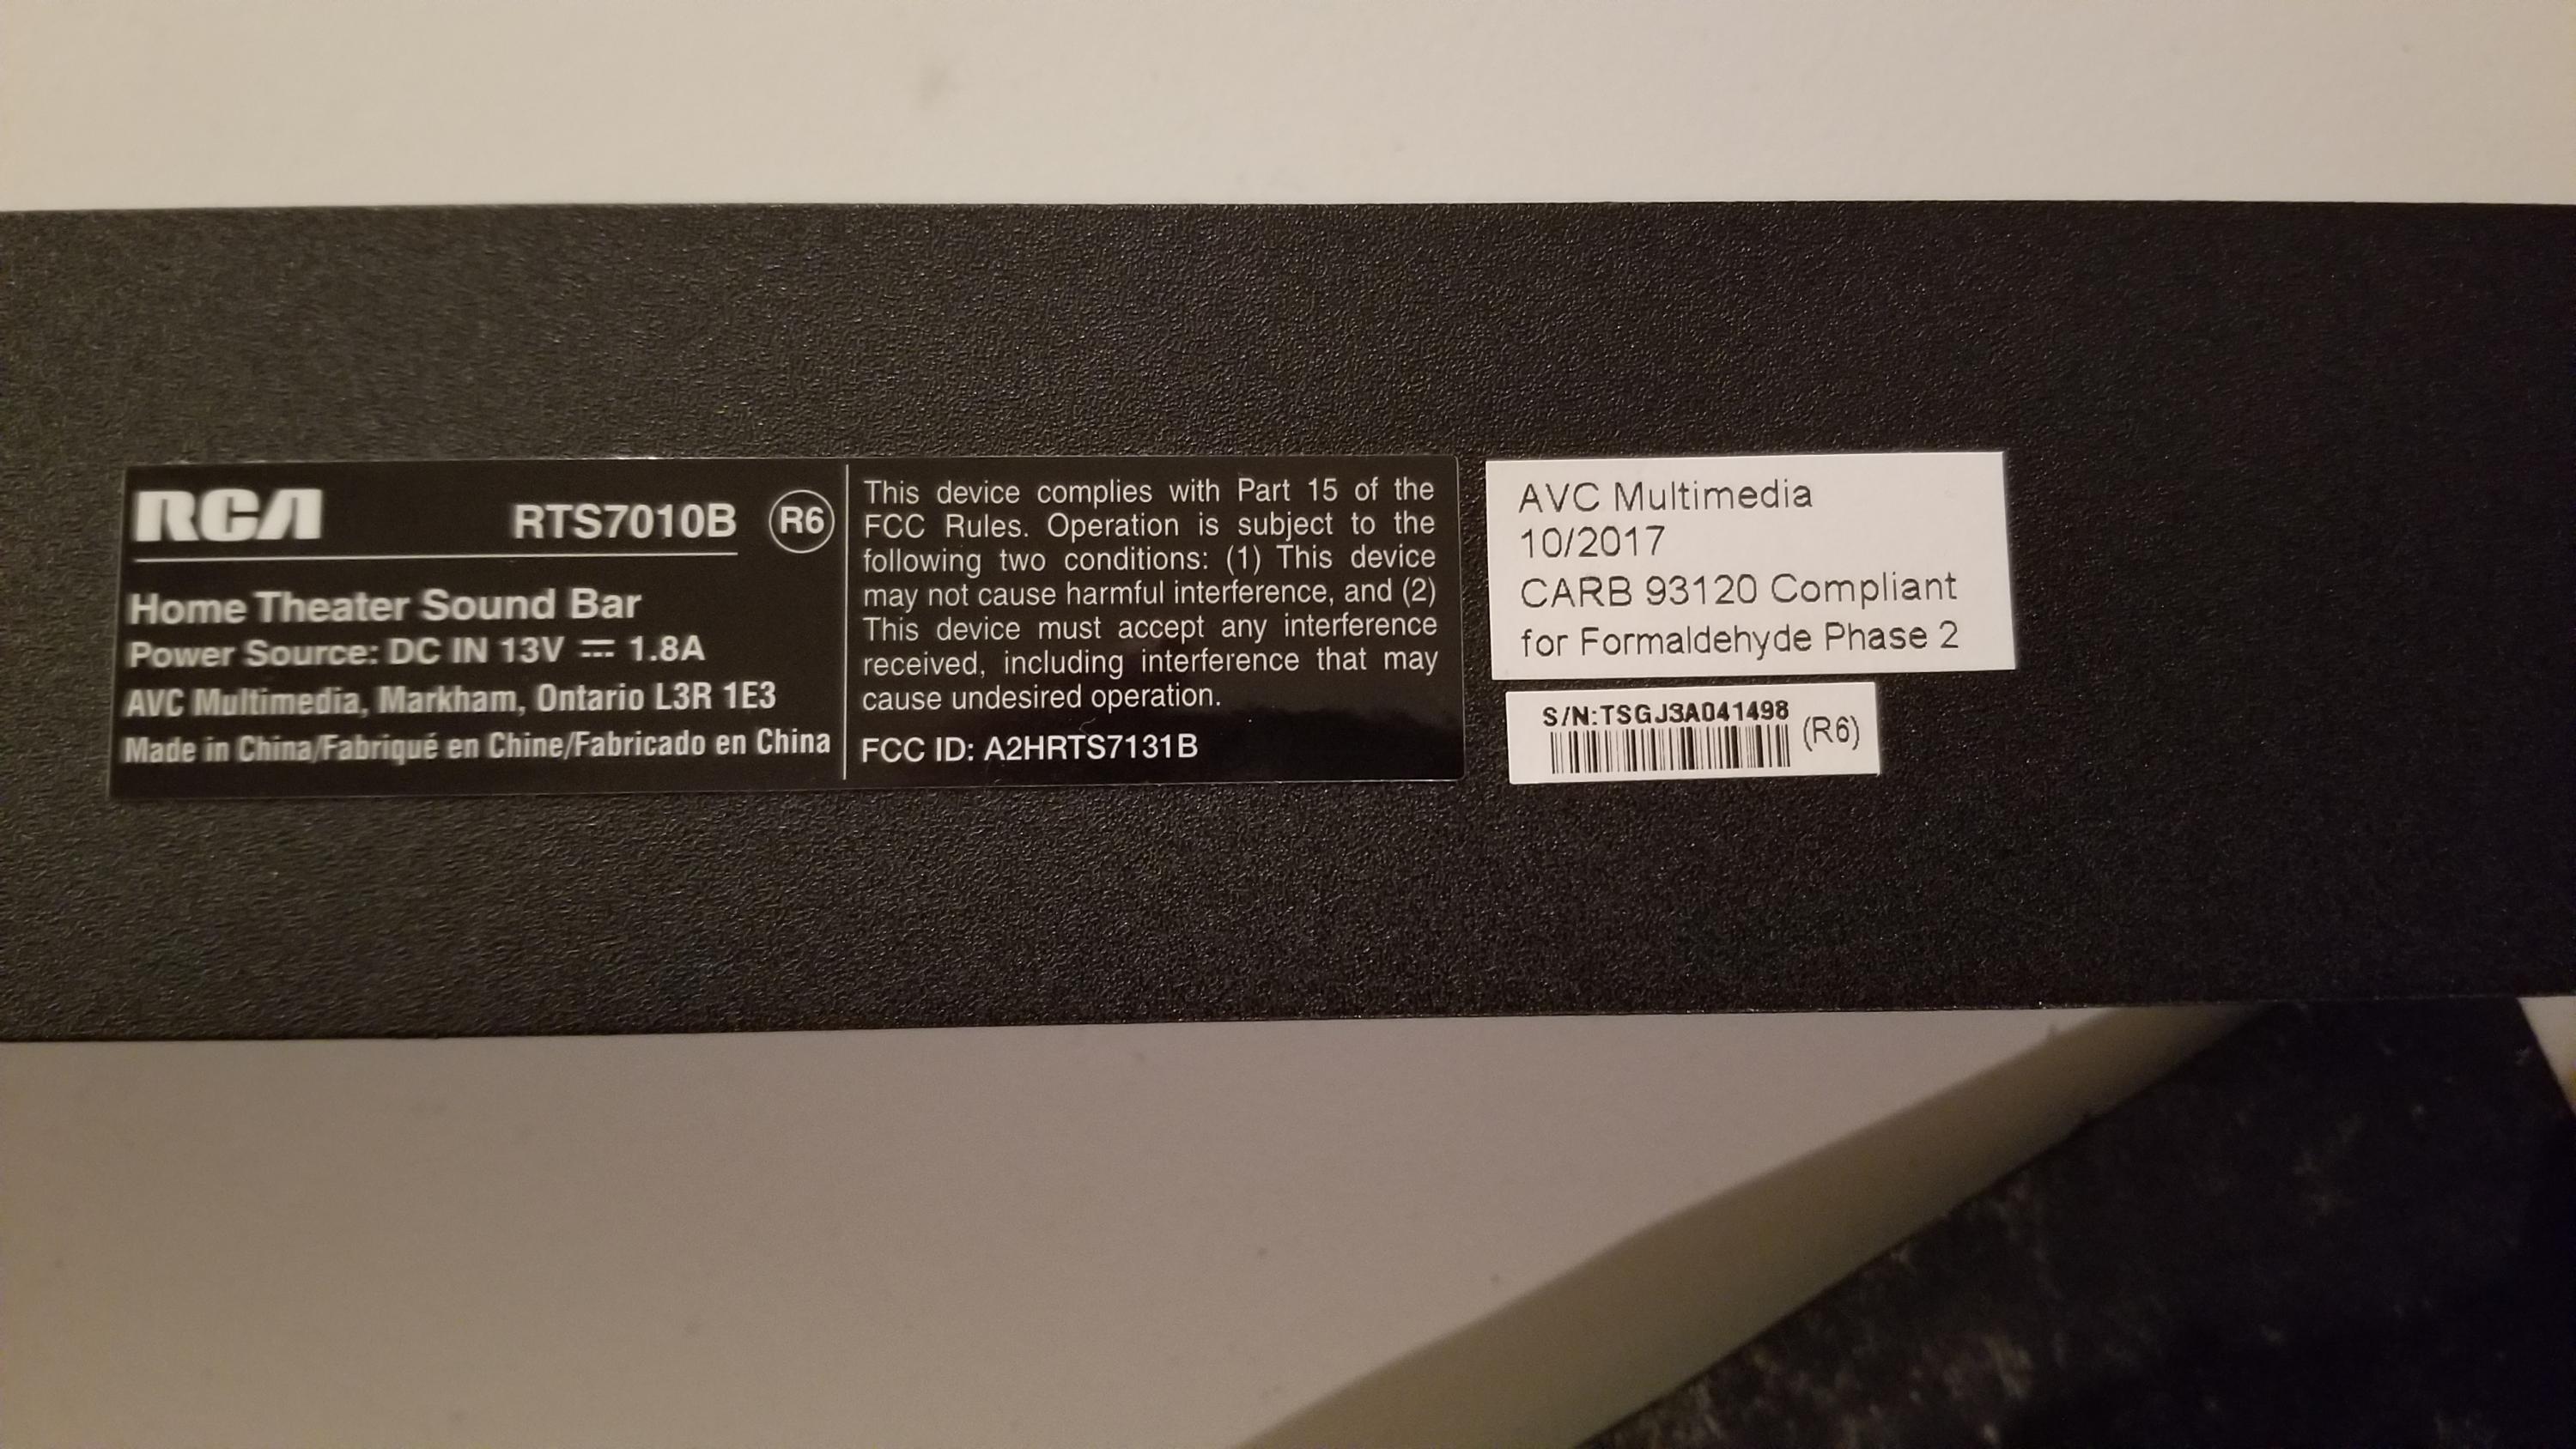 RCA RTS7010B R6
Home Theater Sound Bar
Power Source: DC IN 13V ⎓ 1.8A
AVC Multimedia, Markham, Ontario L3R 1E3
Made in China/Fabriqué en Chine/Fabricado en China
This device complies with Part 15 of the
FCC Rules. Operation is subject to the
following two conditions: (1) This device
may not cause harmful interference, and (2)
This device must accept any interference
received, including interference that may
cause undesired operation.
FCC ID: A2HRTS7131B
AVC Multimedia
10/2017
CARB 93120 Compliant
for Formaldehyde Phase 2
S/N:TSGJ3A041498
(R6)